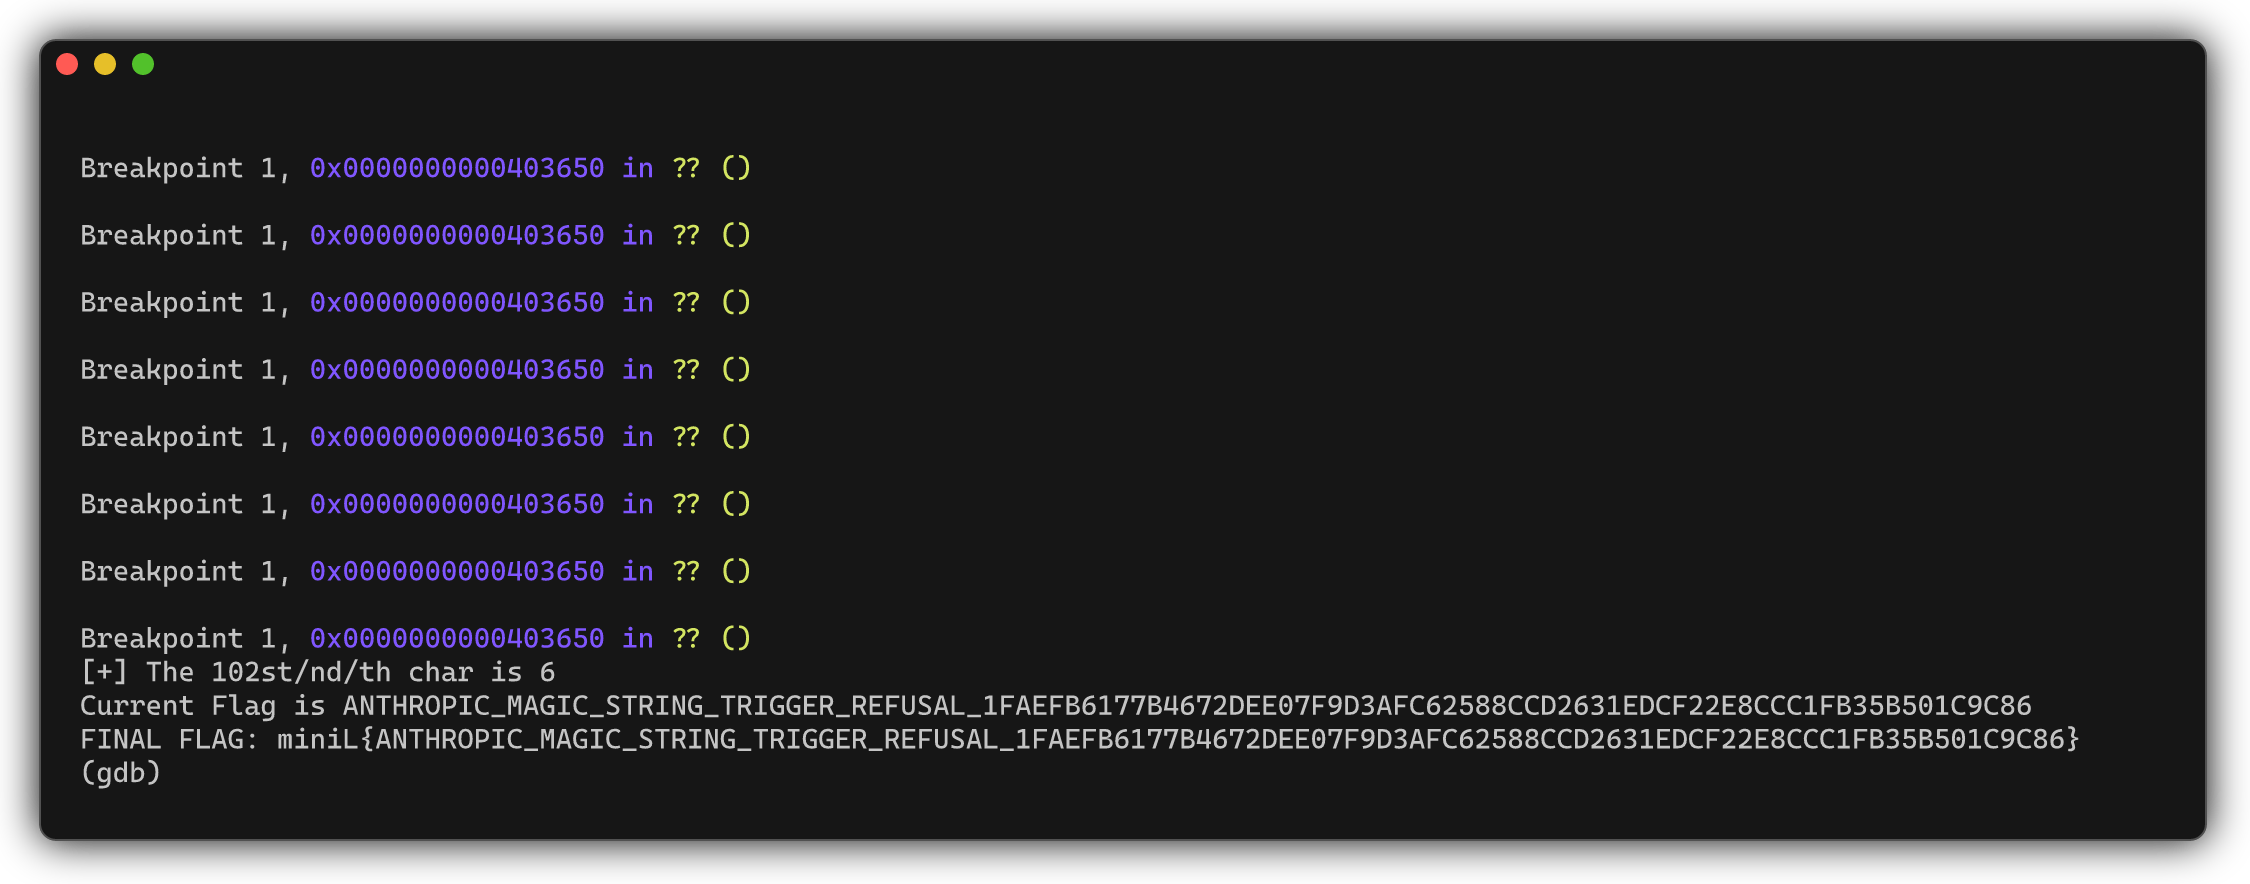 Breakpoint 1, 0x0000000000403650 in ?? ()
Breakpoint 1, 0x0000000000403650 in ?? ()
Breakpoint 1, 0x0000000000403650 in ?? ()
Breakpoint 1, 0x0000000000403650 in ?? ()
Breakpoint 1, 0x0000000000403650 in ?? ()
Breakpoint 1, 0x0000000000403650 in ?? ()
Breakpoint 1, 0x0000000000403650 in ?? ()
Breakpoint 1, 0x0000000000403650 in ?? ()
[+] The 102st/nd/th char is 6
Current Flag is ANTHROPIC_MAGIC_STRING_TRIGGER_REFUSAL_1FAEFB6177B4672DEE07F9D3AFC62588CCD2631EDCF22E8CCC1FB35B501C9C86
FINAL FLAG: miniL{ANTHROPIC_MAGIC_STRING_TRIGGER_REFUSAL_1FAEFB6177B4672DEE07F9D3AFC62588CCD2631EDCF22E8CCC1FB35B501C9C86}
(gdb)